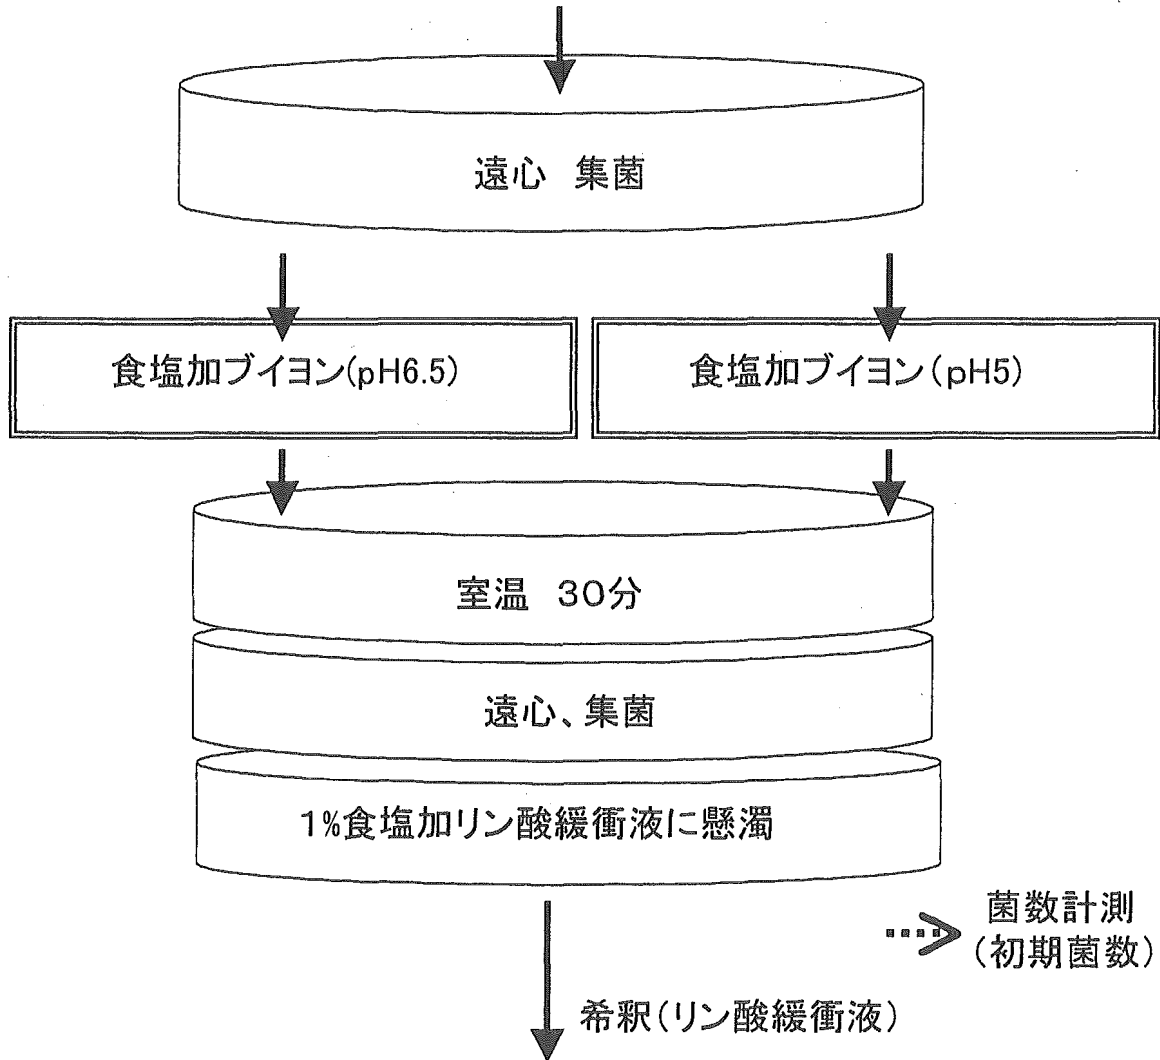 遠心 集菌
食塩加ブイヨン(pH6.5)
食塩加ブイヨン(pH5)
室温 30分
遠心、集菌
1%食塩加リン酸緩衝液に懸濁
菌数計測
(初期菌数)
希釈(リン酸緩衝液)